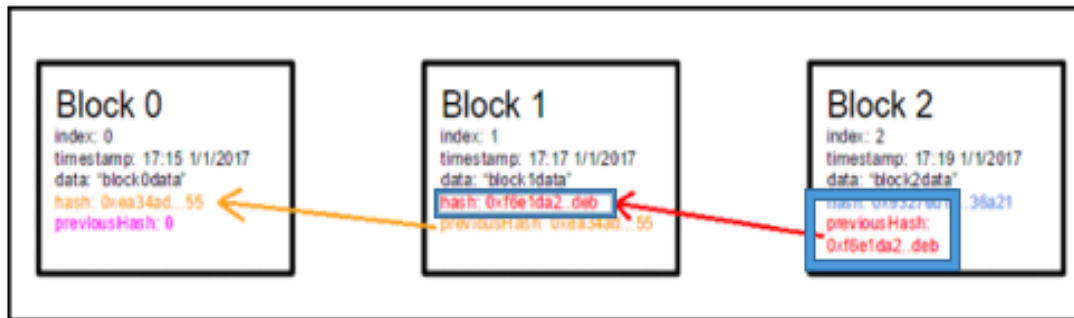 Block 0
index: 0
timestamp: 17:15 1/1/2017
data: "block0data"
hash: 0xea34ad...55
previousHash: 0
Block 1
index: 1
timestamp: 17:17 1/1/2017
data: "block1data"
hash: 0xf6e1da2..deb
previousHash: 0xea34ad...55
Block 2
index: 2
timestamp: 17:19 1/1/2017
data: "block2data"
hash: ...36a21
previousHash:
0xf6e1da2..deb